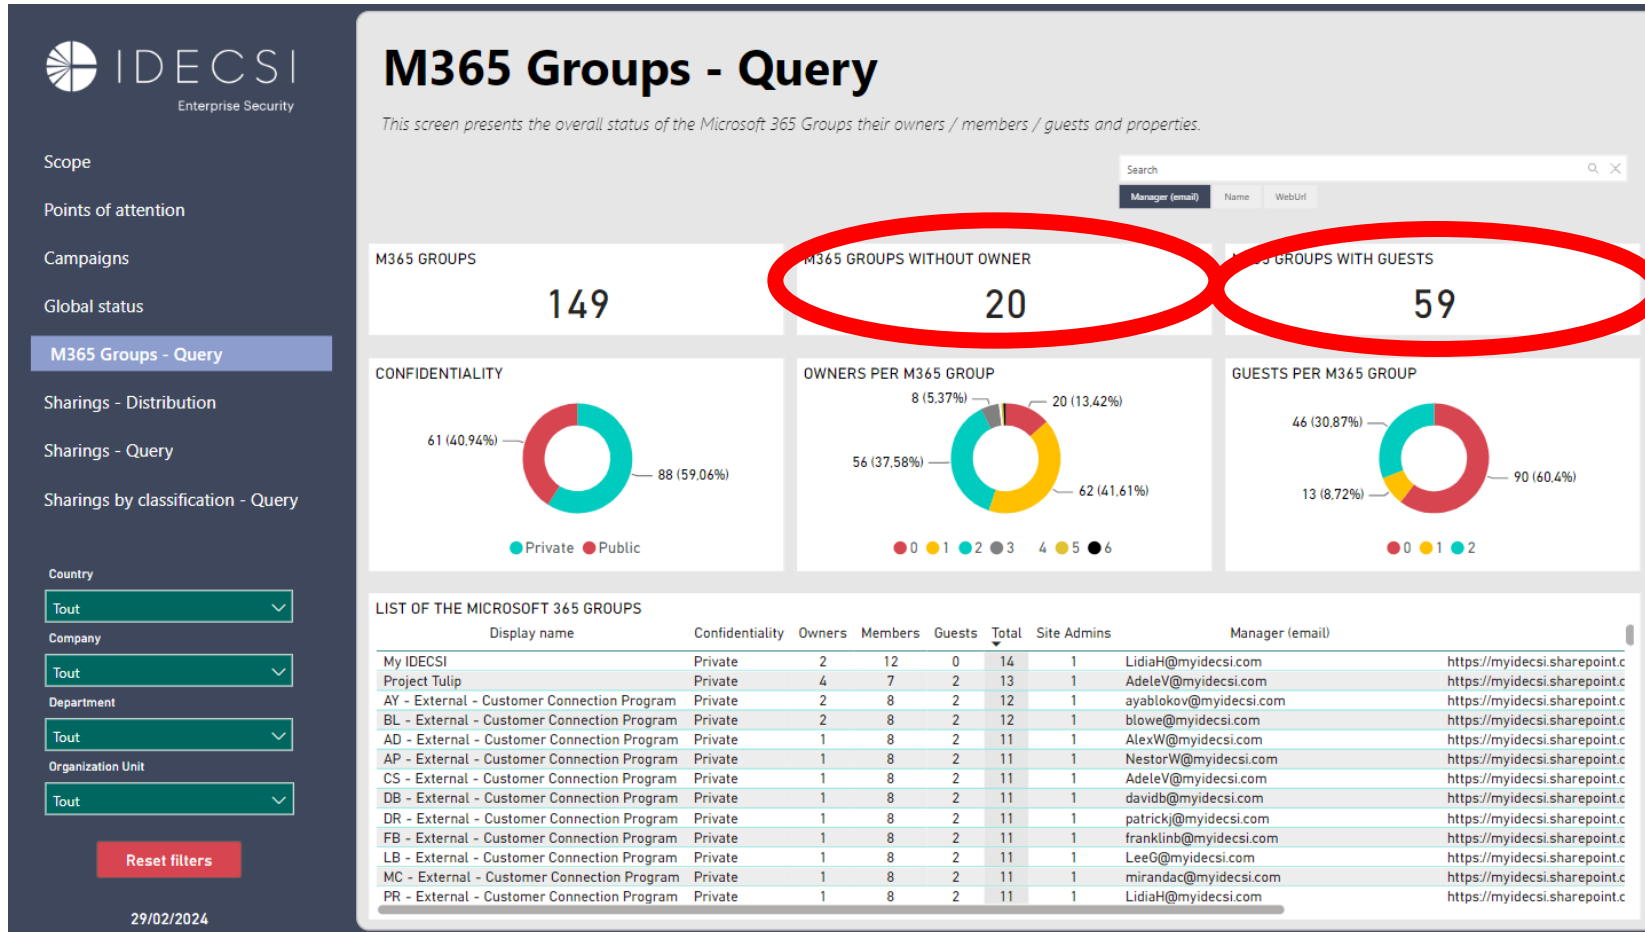 IDECSI
Enterprise Security
Scope
Points of attention
Campaigns
Global status
M365 Groups - Query
Sharings - Distribution
Sharings - Query
Sharings by classification - Query
Country
Tout
Company
Tout
Department
Tout
Organization Unit
Tout
Reset filters
29/02/2024
M365 Groups - Query
This screen presents the overall status of the Microsoft 365 Groups their owners / members / guests and properties.
Search
Manager (email) Name WebUrl
M365 GROUPS
149
M365 GROUPS WITHOUT OWNER
20
GROUPS WITH GUESTS
59
CONFIDENTIALITY
61 (40,94%)
88 (59,06%)
Private Public
OWNERS PER M365 GROUP
8 (5,37%)
20 (13,42%)
56 (37,58%)
62 (41,61%)
0 1 2 3 4 5 6
GUESTS PER M365 GROUP
46 (30,87%)
13 (8,72%)
90 (60,4%)
0 1 2
LIST OF THE MICROSOFT 365 GROUPS
Display name Confidentiality Owners Members Guests Total Site Admins Manager (email)
My IDECSI Private 2 12 0 14 1 LidiaH@myidecsi.com https://myidecsi.sharepoint.c
Project Tulip Private 4 7 2 13 1 AdeleV@myidecsi.com https://myidecsi.sharepoint.c
AY - External - Customer Connection Program Private 2 8 2 12 1 ayablokov@myidecsi.com https://myidecsi.sharepoint.c
BL - External - Customer Connection Program Private 2 8 2 12 1 blowe@myidecsi.com https://myidecsi.sharepoint.c
AD - External - Customer Connection Program Private 1 8 2 11 1 AlexW@myidecsi.com https://myidecsi.sharepoint.c
AP - External - Customer Connection Program Private 1 8 2 11 1 NestorW@myidecsi.com https://myidecsi.sharepoint.c
CS - External - Customer Connection Program Private 1 8 2 11 1 AdeleV@myidecsi.com https://myidecsi.sharepoint.c
DB - External - Customer Connection Program Private 1 8 2 11 1 davidb@myidecsi.com https://myidecsi.sharepoint.c
DR - External - Customer Connection Program Private 1 8 2 11 1 patrickj@myidecsi.com https://myidecsi.sharepoint.c
FB - External - Customer Connection Program Private 1 8 2 11 1 franklinb@myidecsi.com https://myidecsi.sharepoint.c
LB - External - Customer Connection Program Private 1 8 2 11 1 LeeG@myidecsi.com https://myidecsi.sharepoint.c
MC - External - Customer Connection Program Private 1 8 2 11 1 mirandac@myidecsi.com https://myidecsi.sharepoint.c
PR - External - Customer Connection Program Private 1 8 2 11 1 LidiaH@myidecsi.com https://myidecsi.sharepoint.c